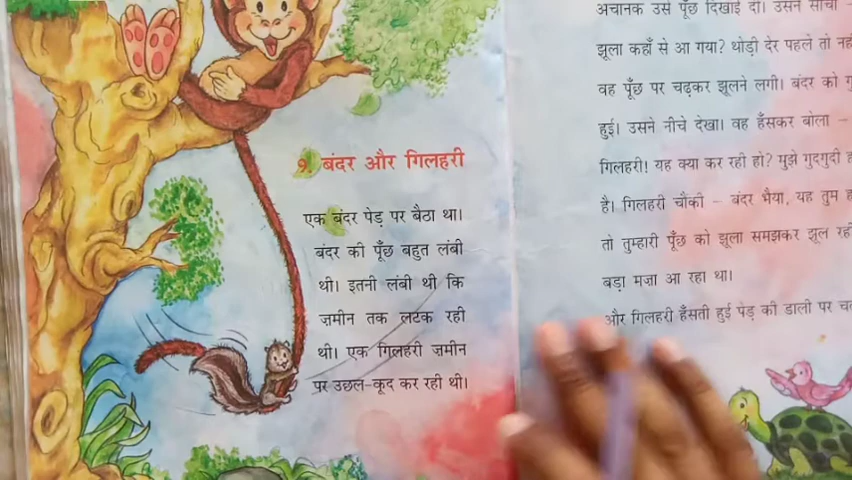 १. बंदर और गिलहरी
एक बंदर पेड़ पर बैठा था।
बंदर की पूँछ बहुत लंबी
थी। इतनी लंबी थी कि
ज़मीन तक लटक रही
थी। एक गिलहरी ज़मीन
पर उछल-कूद कर रही थी।
अचानक उसे पूँछ दिखाई दी। उसने सोचा -
झूला कहाँ से आ गया? थोड़ी देर पहले तो
वह पूँछ पर चढ़कर झूलने लगी। बंदर को
हुई। उसने नीचे देखा। वह हँसकर बोला -
गिलहरी! यह क्या कर रही हो? मुझे गुदगुदी
है। गिलहरी चौंकी - बंदर भैया, यह तुम
तो तुम्हारी पूँछ को झूला समझकर झूल
बड़ा मज़ा आ रहा था।
और गिलहरी हँसती हुई पेड़ की डाली पर